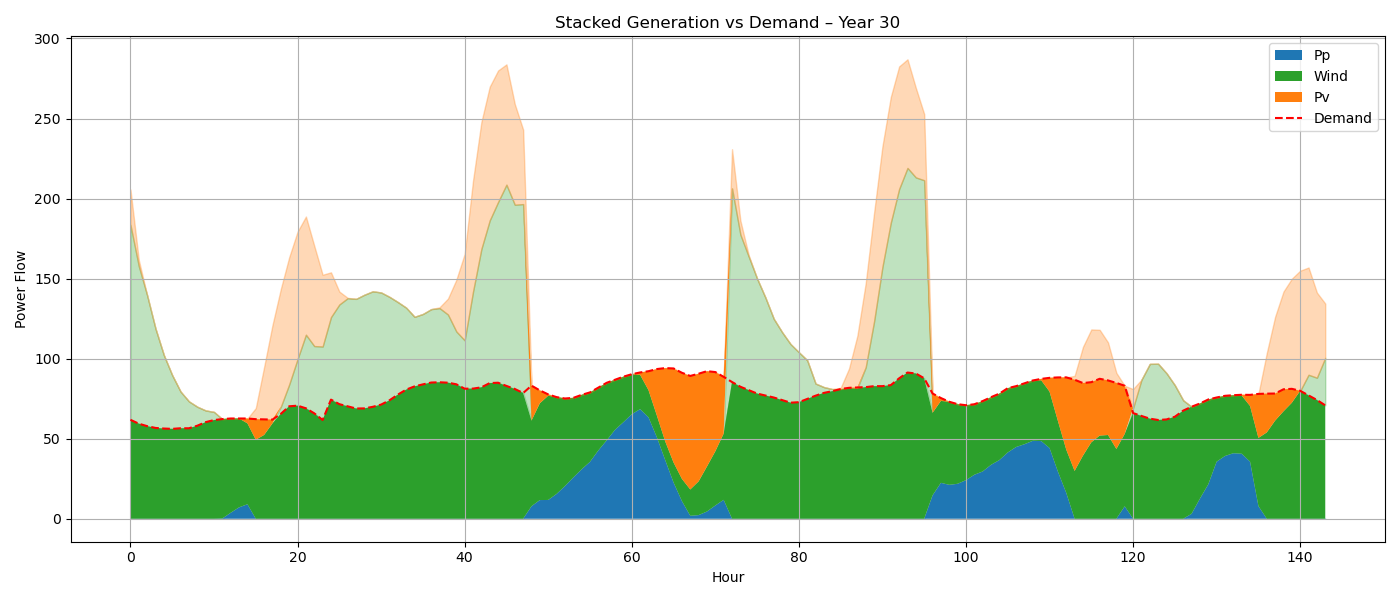 Stacked Generation vs Demand – Year 30
Power Flow
300
250
200
150
100
50
0
0 20 40 60 80 100 120 140
Hour
Pp
Wind
Pv
Demand